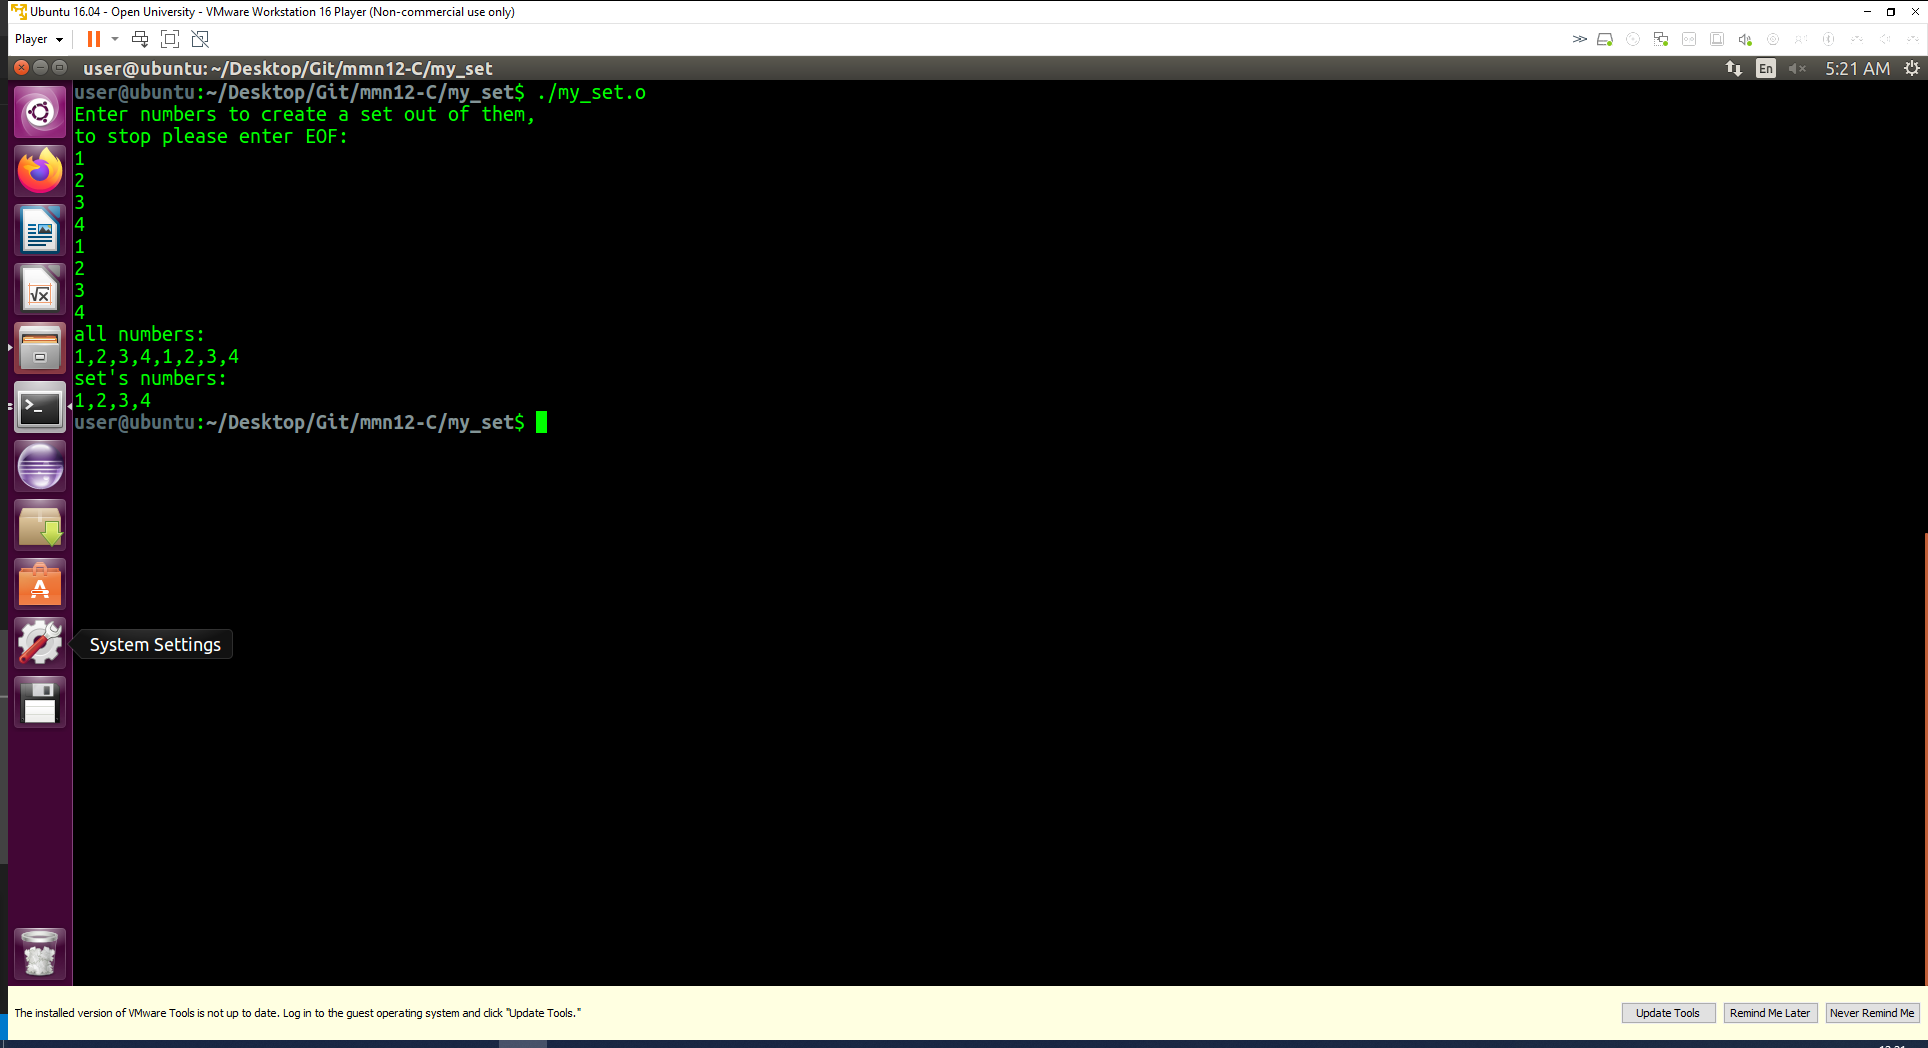 Ubuntu 16.04 - Open University - VMware Workstation 16 Player (Non-commercial use only)
Player
user@ubuntu: ~/Desktop/Git/mmn12-C/my_set
En
5:21 AM
user@ubuntu:~/Desktop/Git/mmn12-C/my_set$ ./my_set.o
Enter numbers to create a set out of them,
to stop please enter EOF:
1
2
3
4
1
2
3
4
all numbers:
1,2,3,4,1,2,3,4
set's numbers:
1,2,3,4
user@ubuntu:~/Desktop/Git/mmn12-C/my_set$
System Settings
The installed version of VMware Tools is not up to date. Log in to the guest operating system and click "Update Tools."
Update Tools
Remind Me Later
Never Remind Me